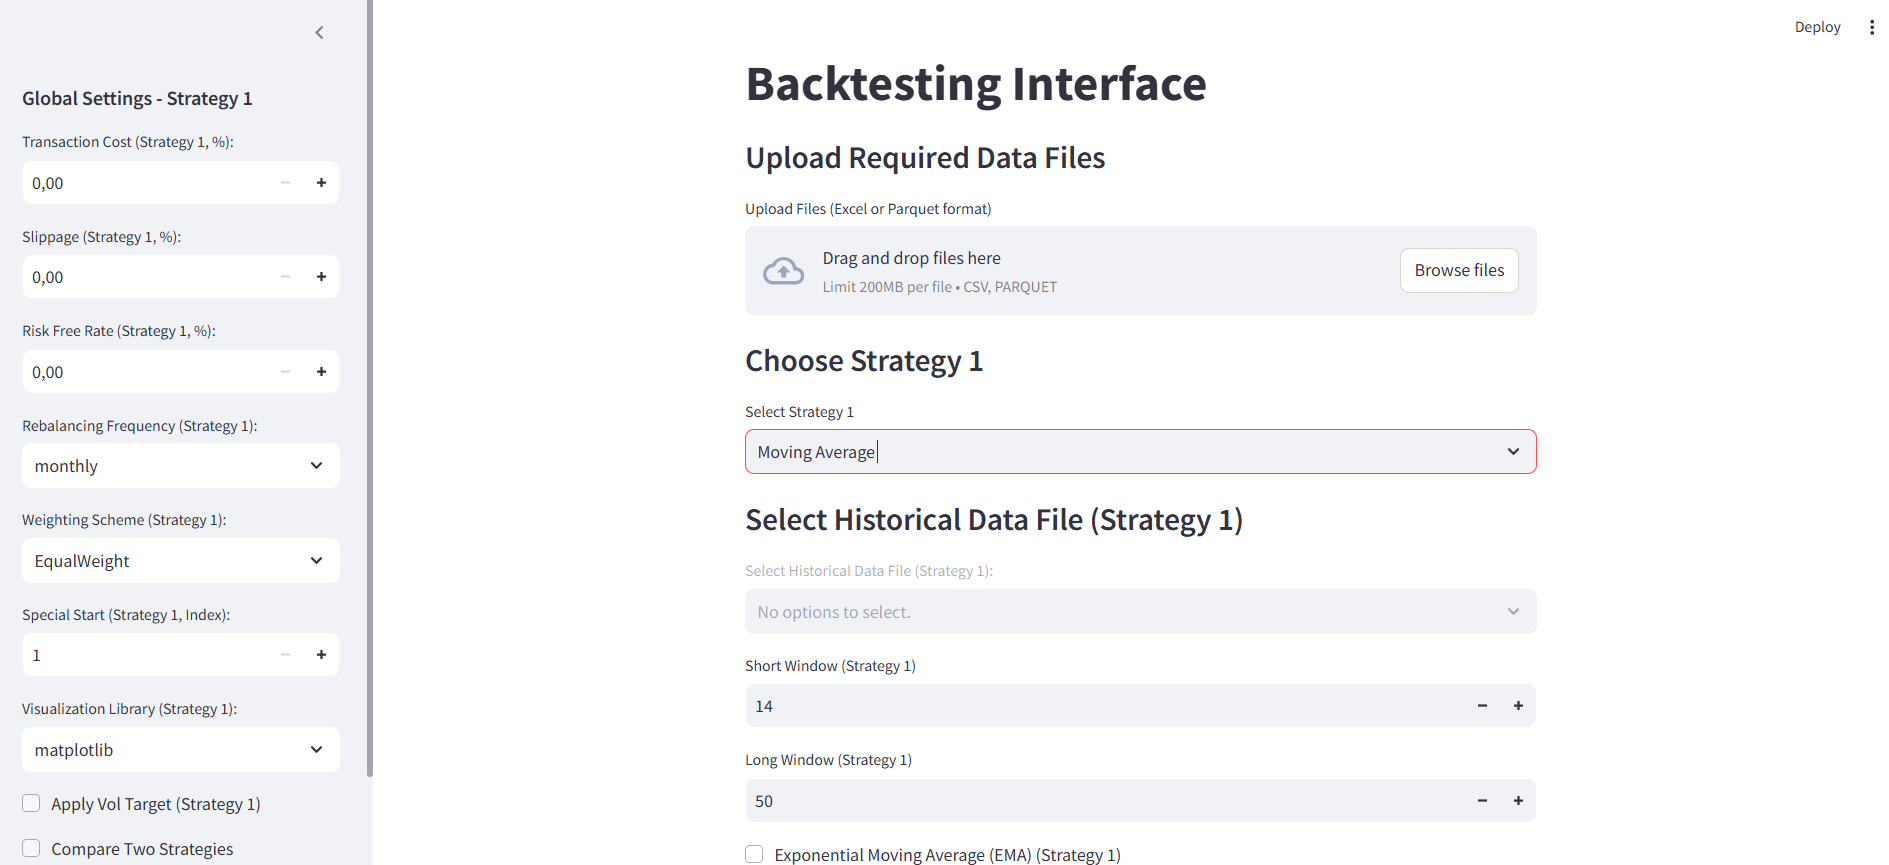 Deploy
Global Settings - Strategy 1
Transaction Cost (Strategy 1, %):
0,00
Slippage (Strategy 1, %):
0,00
Risk Free Rate (Strategy 1, %):
0,00
Rebalancing Frequency (Strategy 1):
monthly
Weighting Scheme (Strategy 1):
EqualWeight
Special Start (Strategy 1, Index):
1
Visualization Library (Strategy 1):
matplotlib
Apply Vol Target (Strategy 1)
Compare Two Strategies
Backtesting Interface
Upload Required Data Files
Upload Files (Excel or Parquet format)
Drag and drop files here
Limit 200MB per file • CSV, PARQUET
Browse files
Choose Strategy 1
Select Strategy 1
Moving Average
Select Historical Data File (Strategy 1)
Select Historical Data File (Strategy 1):
No options to select.
Short Window (Strategy 1)
14
Long Window (Strategy 1)
50
Exponential Moving Average (EMA) (Strategy 1)